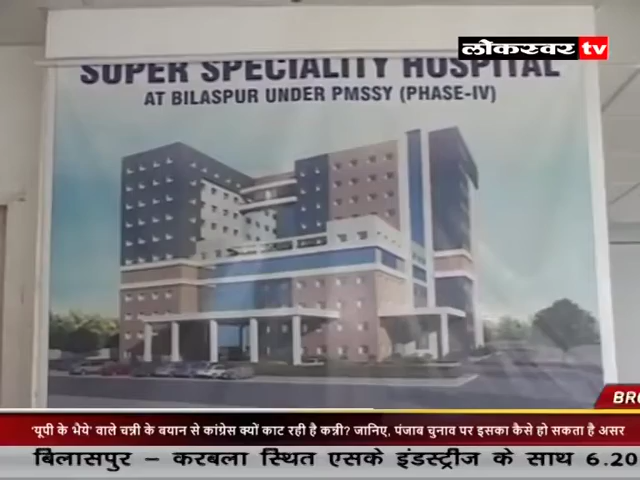 लोकस्वर tv
SUPER SPECIALITY HOSPITAL
AT BILASPUR UNDER PMSSY (PHASE-IV)
'यूपी के भैये' वाले चन्नी के बयान से कांग्रेस क्यों काट रही है कन्नी? जानिए, पंजाब चुनाव पर इसका कैसे हो सकता है असर
बिलासपुर – करबला स्थित एसके इंडस्ट्रीज के साथ 6.20